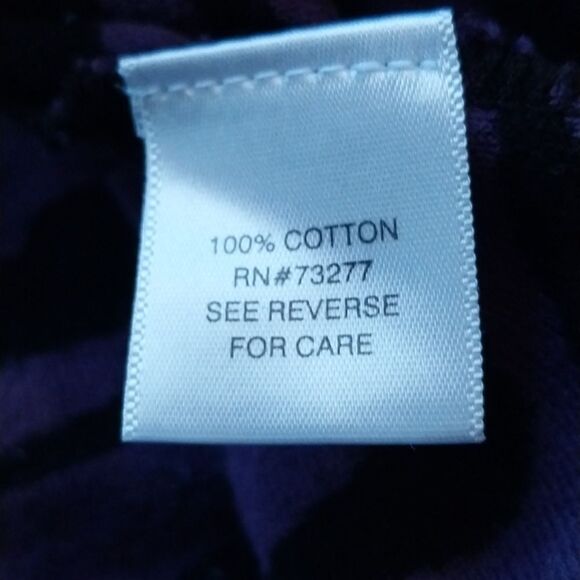 100% COTTON
RN#73277
SEE REVERSE
FOR CARE